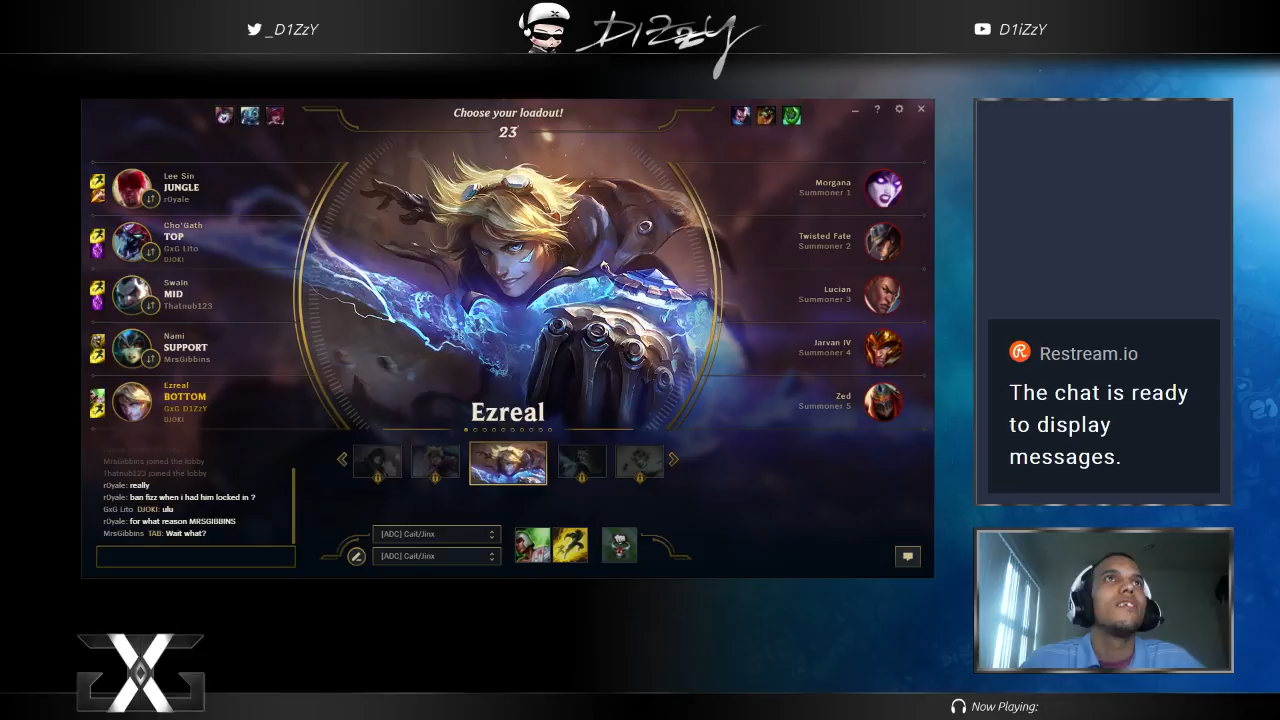 _D1ZzY
D1ZzY
D1iZzY
Choose your loadout!
23
Lee Sin
JUNGLE
r0yale
Cho'Gath
TOP
GxG Lito
DJOKI
Swain
MID
Thatnub123
Nami
SUPPORT
MrsGibbins
Ezreal
BOTTOM
GxG D1ZzY
DJOKI
Morgana
Summoner 1
Twisted Fate
Summoner 2
Lucian
Summoner 3
Jarvan IV
Summoner 4
Zed
Summoner 5
Ezreal
MrsGibbins joined the lobby
Thatnub123 joined the lobby
r0yale: really
r0yale: ban fizz when i had him locked in ?
GxG Lito DJOKI: ulu
r0yale: for what reason MRSGIBBINS
MrsGibbins TAB: Wait what?
[ADC] Cait/Jinx
[ADC] Cait/Jinx
Restream.io
The chat is ready
to display
messages.
Now Playing: